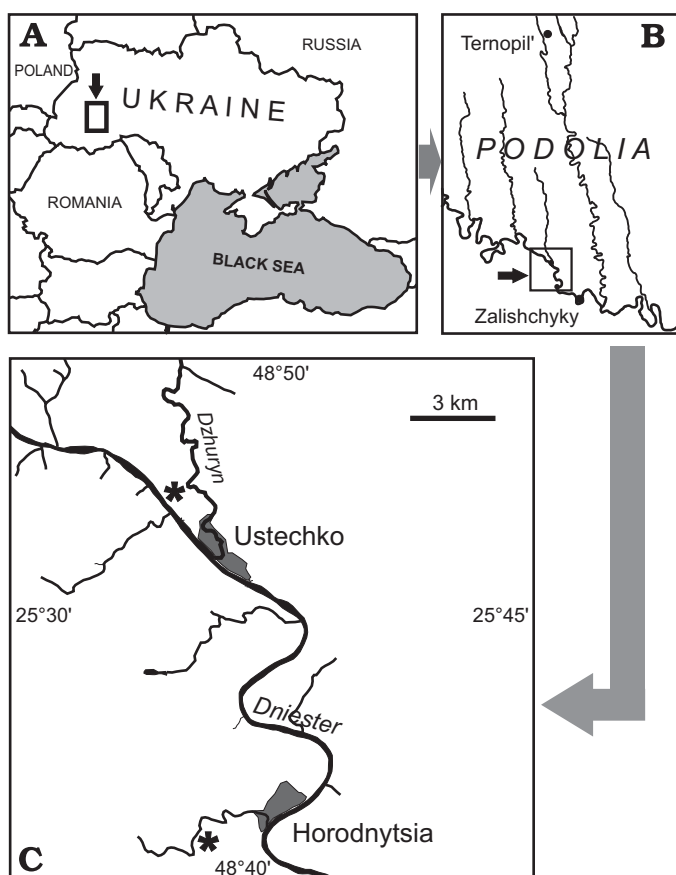 A
RUSSIA
POLAND
UKRAINE
ROMANIA
BLACK SEA
B
Ternopil'
PODOLIA
Zalishchyky
48°50'
3 km
Dzhuryn
*
Ustechko
25°30'
25°45'
Dniester
Horodnytsia
*
48°40'
C